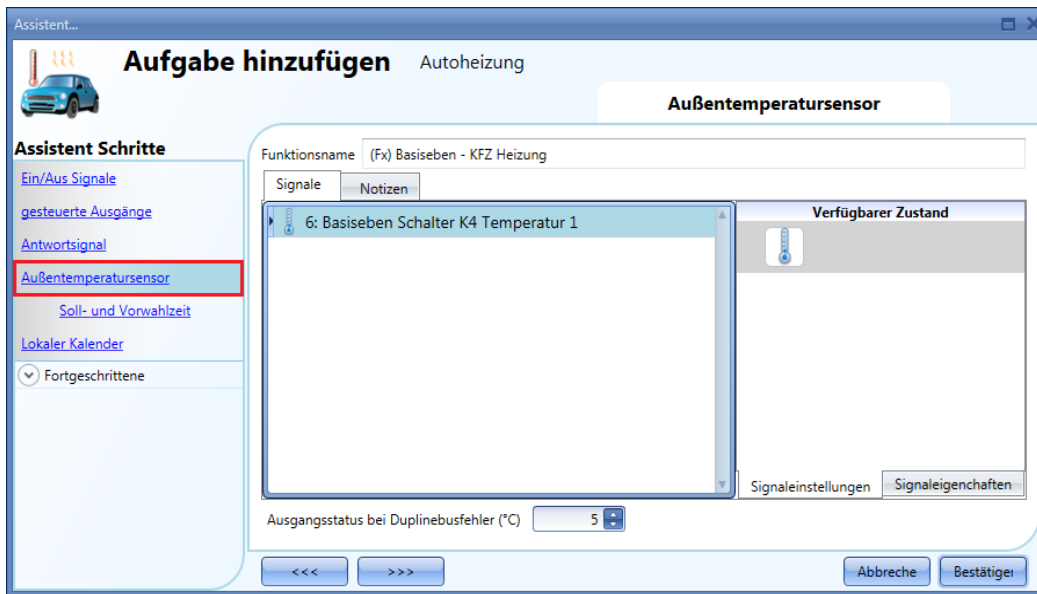 Assistent...
Aufgabe hinzufügen Autoheizung
Außentemperatursensor
Assistent Schritte
Ein/Aus Signale
gesteuerte Ausgänge
Antwortsignal
Außentemperatursensor
Soll- und Vorwahlzeit
Lokaler Kalender
Fortgeschrittene
Funktionsname (Fx) Basiseben - KFZ Heizung
Signale Notizen
6: Basiseben Schalter K4 Temperatur 1
Verfügbarer Zustand
Signaleinstellungen Signaleigenchaften
Ausgangsstatus bei Duplinebusfehler (°C) 5
<<< >>> Abbreche Bestätiger